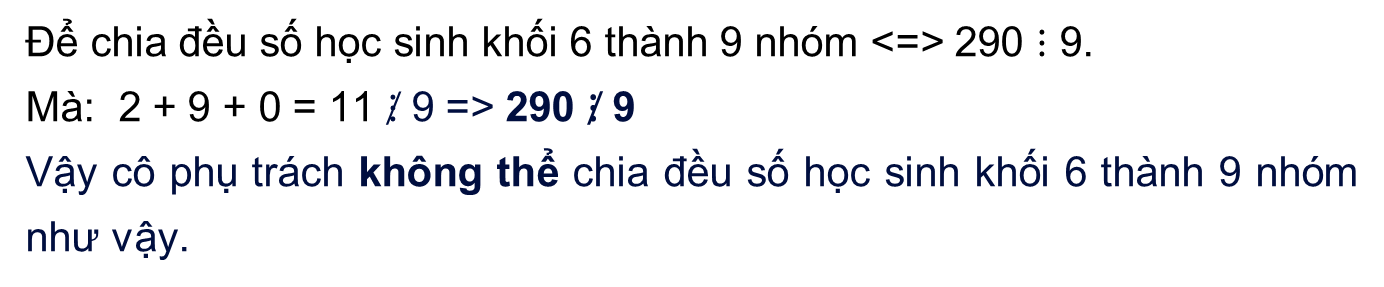 Để chia đều số học sinh khối 6 thành 9 nhóm <=> 290 ⋮ 9.
Mà: 2 + 9 + 0 = 11 ⋮̸ 9 => 290 ⋮̸ 9
Vậy cô phụ trách không thể chia đều số học sinh khối 6 thành 9 nhóm
như vậy.